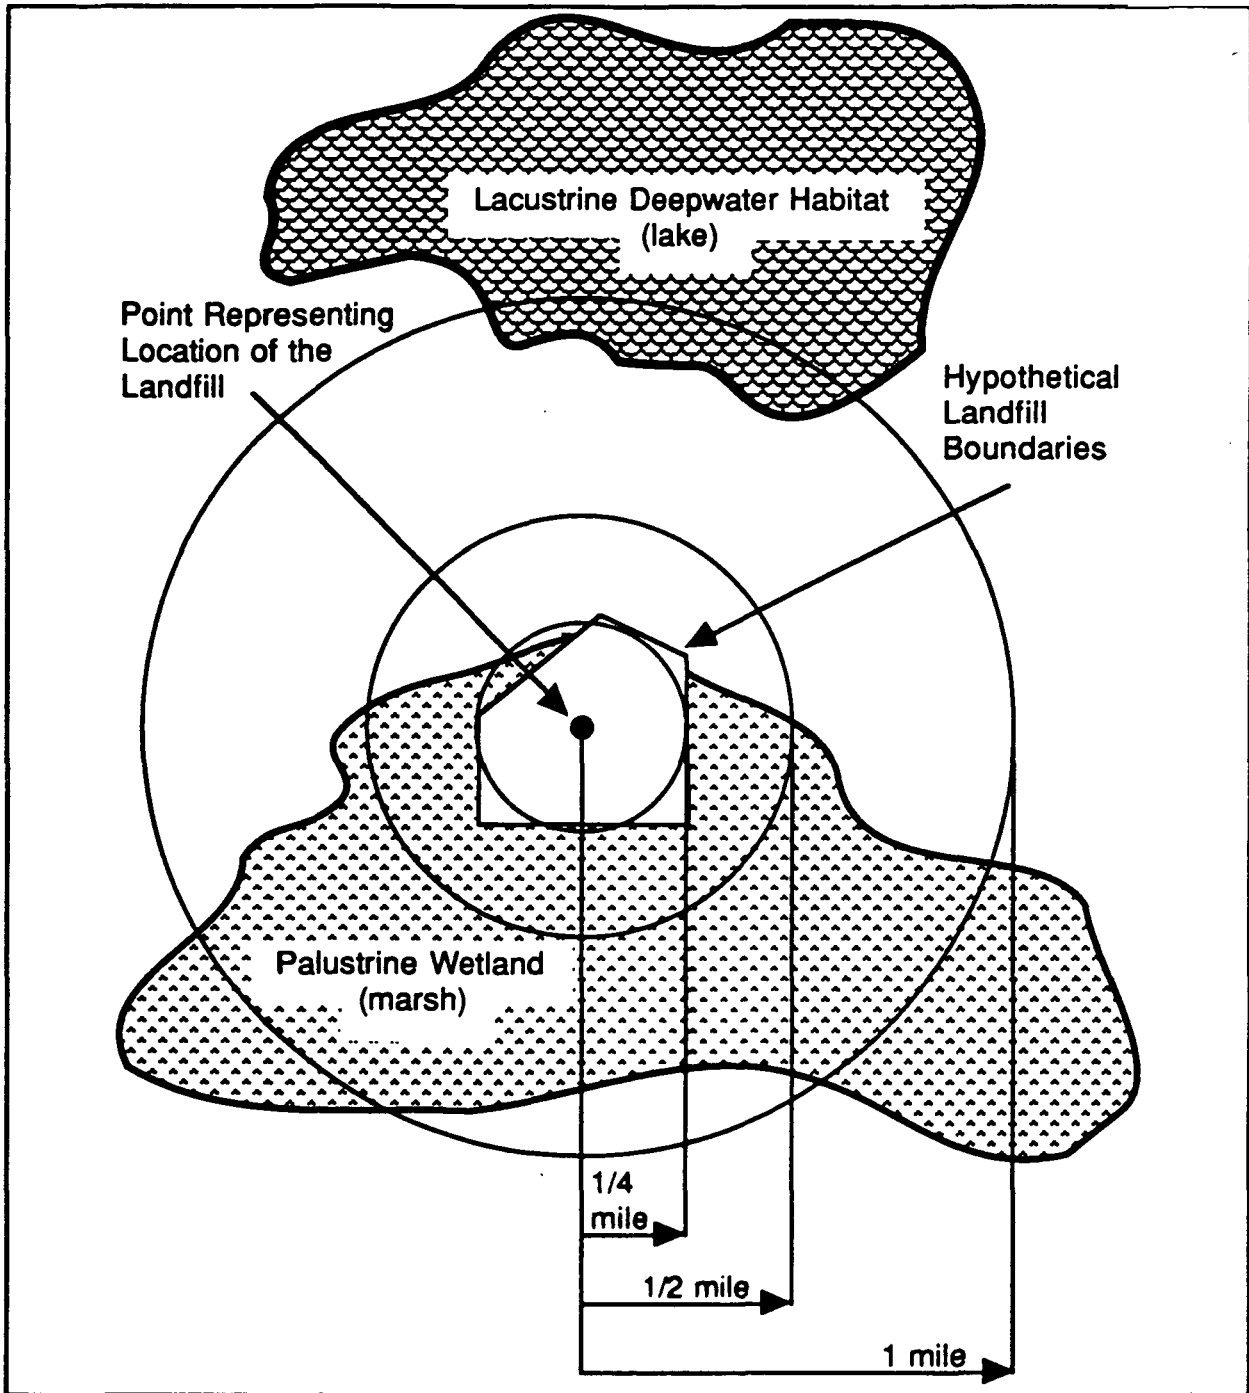 Lacustrine Deepwater Habitat
(lake)
Point Representing
Location of the
Landfill
Hypothetical
Landfill
Boundaries
Palustrine Wetland
(marsh)
1/4
mile
1/2 mile
1 mile